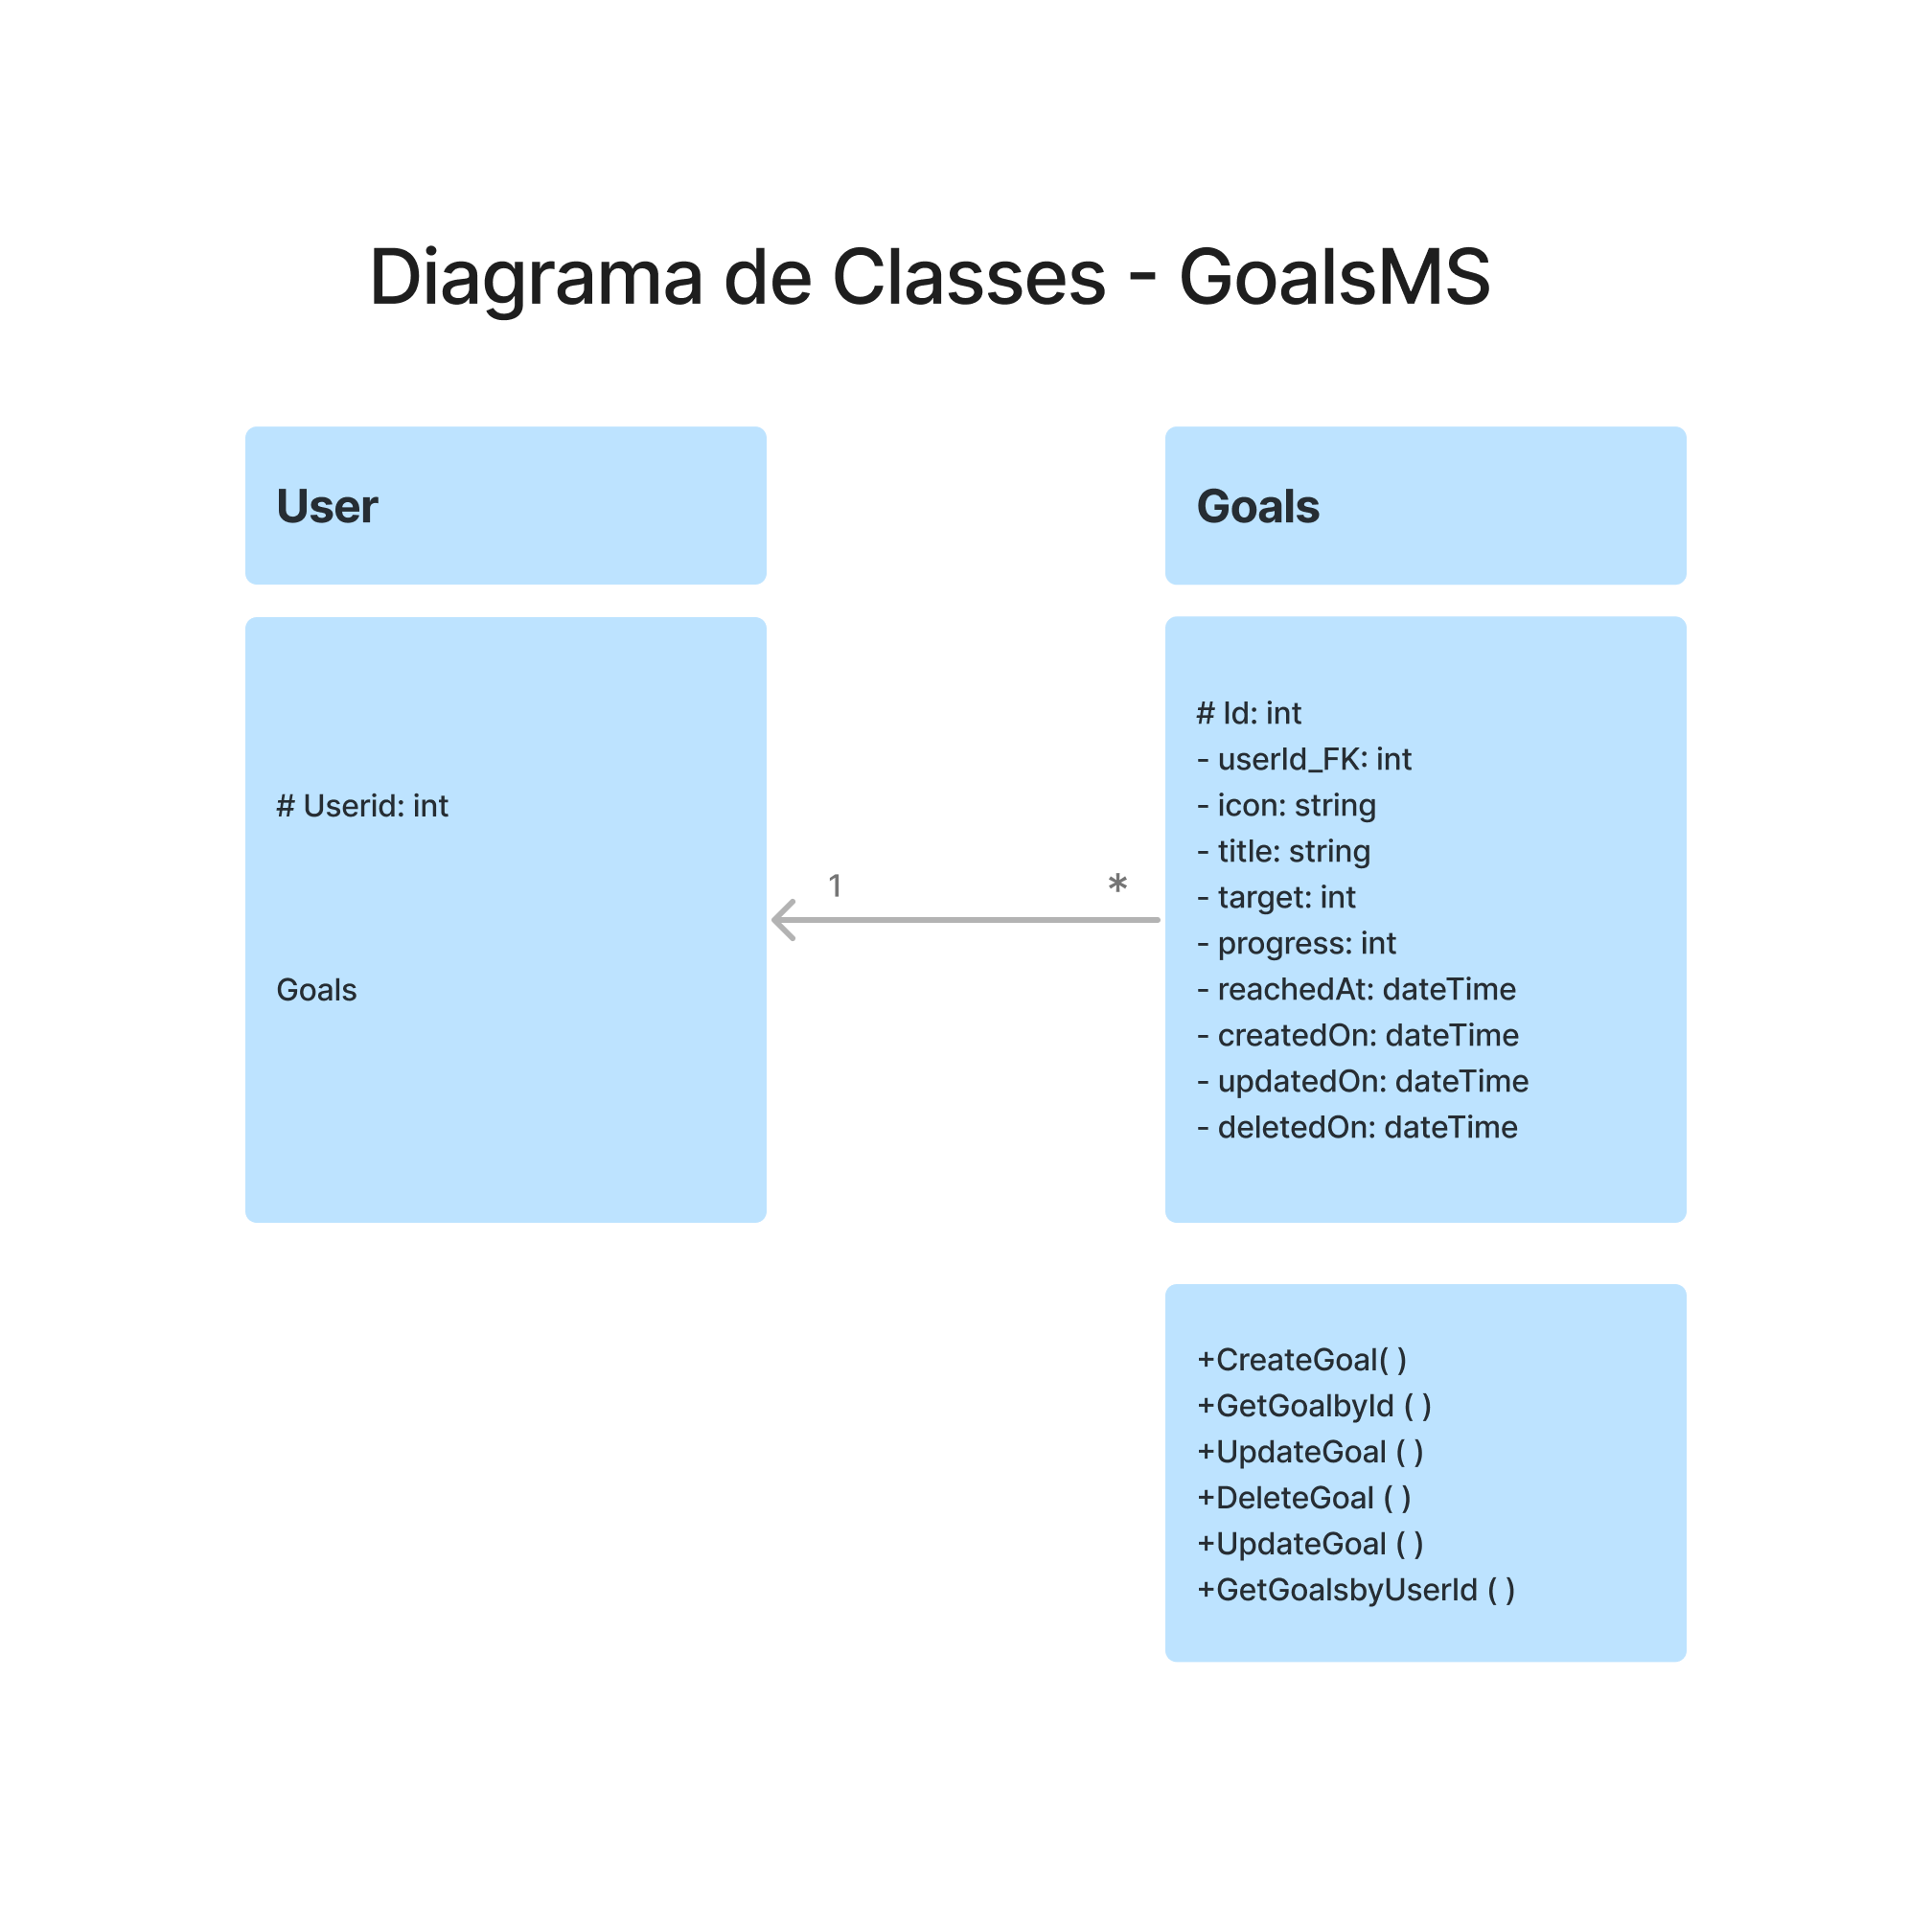 Diagrama de Classes - GoalsMS
User
# Userid: int
Goals
1
*
Goals
# Id: int
- userId_FK: int
- icon: string
- title: string
- target: int
- progress: int
- reachedAt: dateTime
- createdOn: dateTime
- updatedOn: dateTime
- deletedOn: dateTime
+CreateGoal( )
+GetGoalbyId ( )
+UpdateGoal ( )
+DeleteGoal ( )
+UpdateGoal ( )
+GetGoalsbyUserId ( )